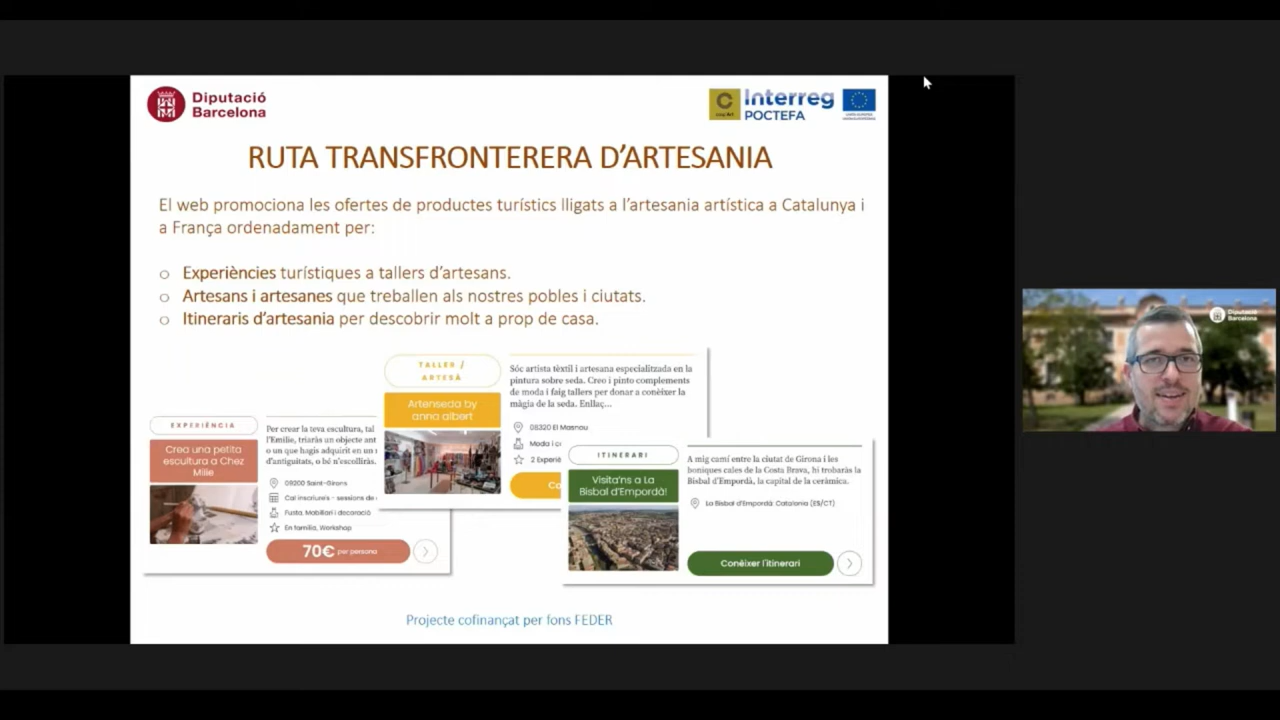 Diputació
Barcelona
Interreg
POCTEFA
RUTA TRANSFRONTERERA D'ARTESANIA
El web promociona les ofertes de productes turístics lligats a l'artesania artística a Catalunya i
a França ordenadament per:
Experiències turístiques a tallers d'artesans.
Artesans i artesanes que treballen als nostres pobles i ciutats.
Itineraris d'artesania per descobrir molt a prop de casa.
EXPERIÈNCIA
Crea una petita
escultura a Chez
Milie
Per crear la teva escultura, tal
l'Emilie, triaràs un objecte ant
o un que hagis adquirit en un
d'antiguitats, o bé n'escolliràs.
09200 Saint-Girons
Cal inscriure's - sessions de
Fusta, Mobiliari i decoració
En família, Workshop
70€ per persona
TALLER /
ARTESÀ
Artenseda by
anna albert
Sóc artista tèxtil i artesana especialitzada en la
pintura sobre seda. Creo i pinto complements
de moda i faig tallers per donar a conèixer la
màgia de la seda. Enllaç...
08320 El Masnou
Moda i c
2 Experiè
Co
ITINERARI
Visita'ns a La
Bisbal d'Empordà!
A mig camí entre la ciutat de Girona i les
boniques cales de la Costa Brava, hi trobaràs la
Bisbal d'Empordà, la capital de la ceràmica.
La Bisbal d'Empordà: Catalonia (ES/CT)
Conèixer l'itinerari
Projecte cofinançat per fons FEDER
Diputació
Barcelona